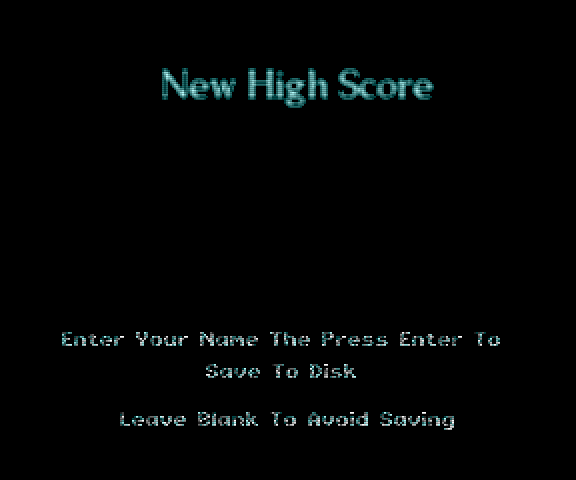 New High Score
Enter Your Name The Press Enter To
Save To Disk
Leave Blank To Avoid Saving